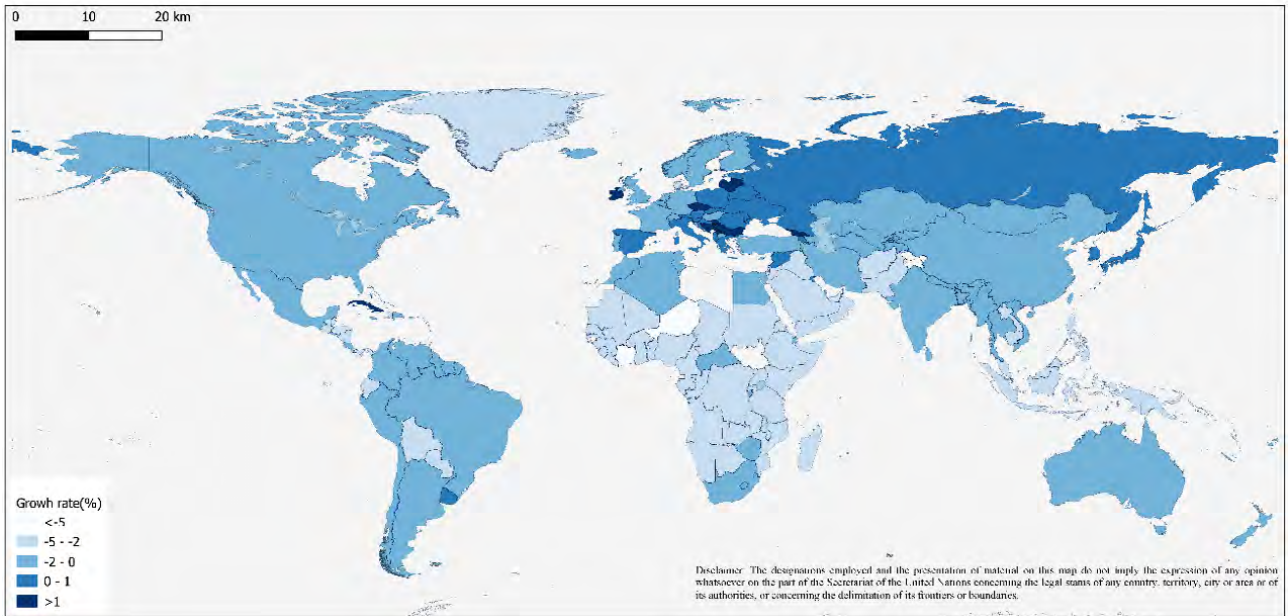 0 10 20 km
Growh rate(%)
<-5
-5 - -2
-2 - 0
0 - 1
>1
Disclaimer: The designations employed and the presentation of material on this map do not imply the expression of any opinion
whatsoever on the part of the Secretariat of the United Nations concerning the legal status of any country, territory, city or area or of
its authorities, or concerning the delimitation of its frontiers or boundaries.